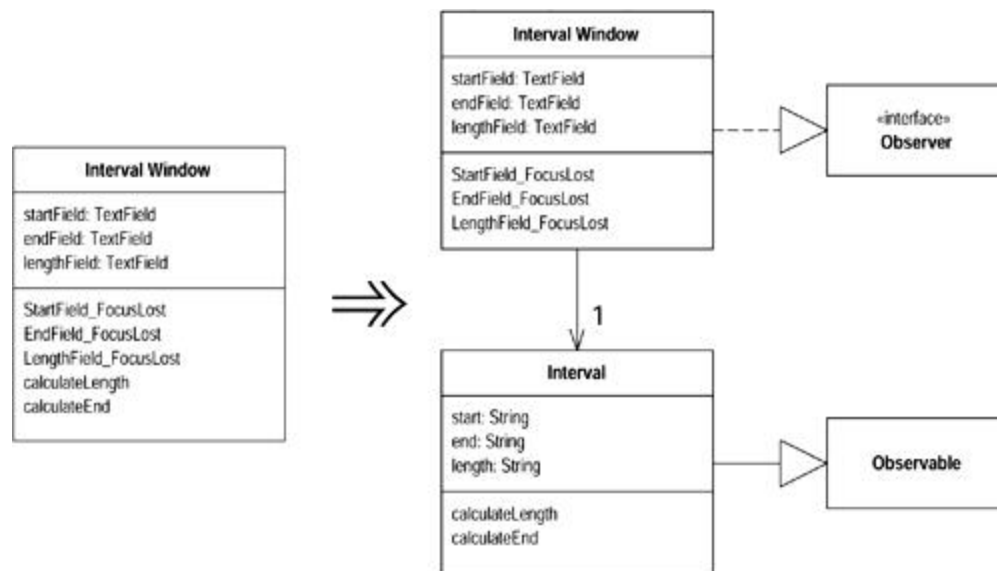 Interval Window
startField: TextField
endField: TextField
lengthField: TextField
StartField_FocusLost
EndField_FocusLost
LengthField_FocusLost
calculateLength
calculateEnd
Interval Window
startField: TextField
endField: TextField
lengthField: TextField
StartField_FocusLost
EndField_FocusLost
LengthField_FocusLost
«interface»
Observer
1
Interval
start: String
end: String
length: String
calculateLength
calculateEnd
Observable